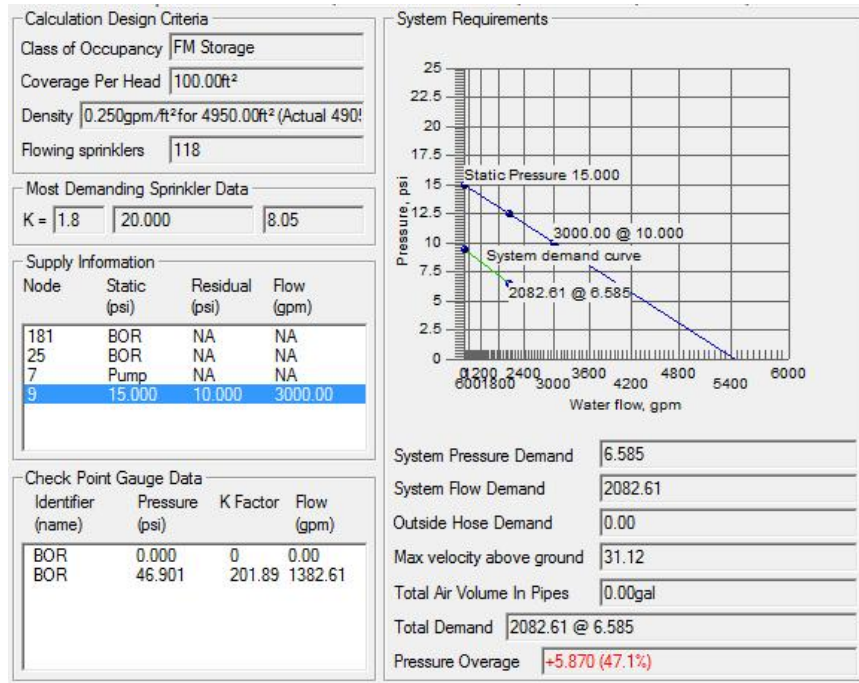 Calculation Design Criteria
Class of Occupancy FM Storage
Coverage Per Head 100.00ft²
Density 0.250gpm/ft²for 4950.00ft² (Actual
Flowing sprinklers 118
Most Demanding Sprinkler Data
K = 1.8 20.000 8.05
Supply Information
Node Static Residual Flow
(psi) (psi) (gpm)
181 BOR NA NA
25 BOR NA NA
7 Pump NA NA
9 15.000 10.000 3000.00
Check Point Gauge Data
Identifier Pressure K Factor Flow
(name) (psi) (gpm)
BOR 0.000 0 0.00
BOR 46.901 201.89 1382.61
System Requirements
25
22.5
20
17.5
15
12.5
10
7.5
5
2.5
0
Pressure, psi
Static Pressure 15.000
3000.00 @ 10.000
System demand curve
2082.61 @ 6.585
0 1200 2400 3600 4800 6000
600 1800 3000 4200 5400
Water flow, gpm
System Pressure Demand 6.585
System Flow Demand 2082.61
Outside Hose Demand 0.00
Max velocity above ground 31.12
Total Air Volume In Pipes 0.00gal
Total Demand 2082.61 @ 6.585
Pressure Overage +5.870 (47.1%)